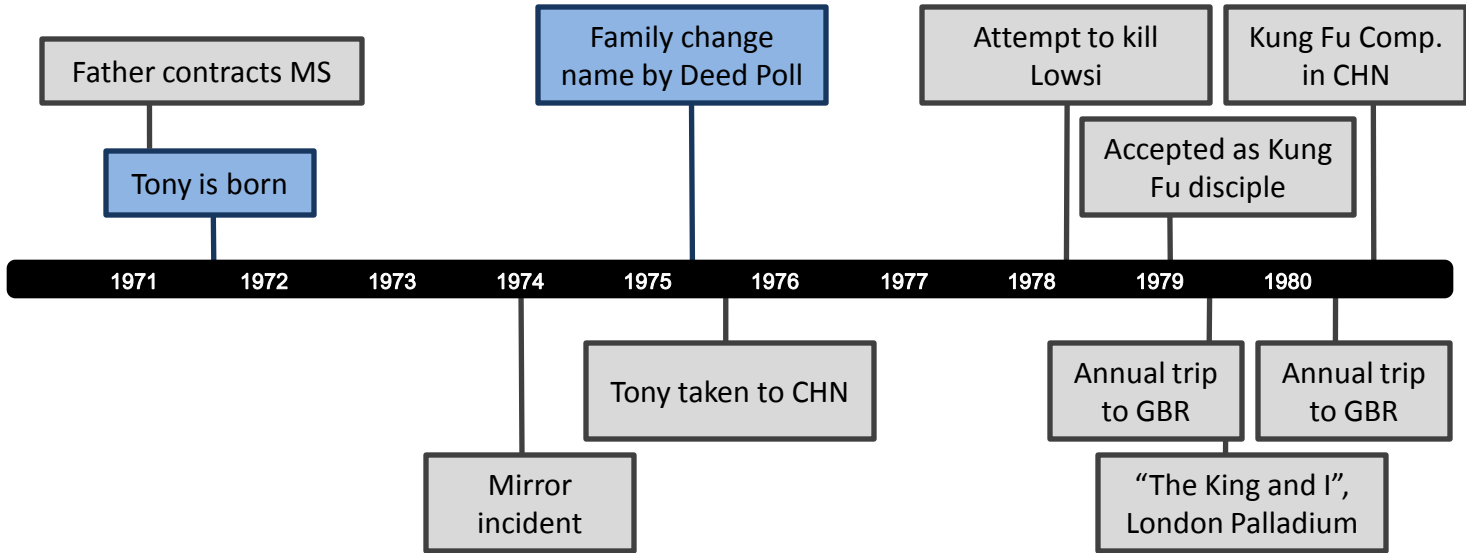 Father contracts MS
Tony is born
Family change
name by Deed Poll
Attempt to kill
Lowsi
Kung Fu Comp.
in CHN
Accepted as Kung
Fu disciple
1971 1972 1973 1974 1975 1976 1977 1978 1979 1980
Mirror
incident
Tony taken to CHN
Annual trip
to GBR
"The King and I",
London Palladium
Annual trip
to GBR